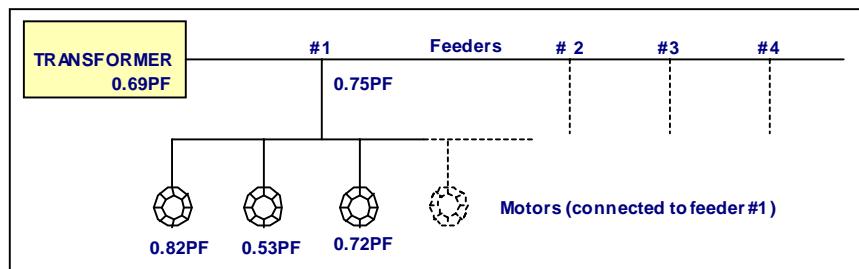 #1 Feeders # 2 #3 #4
TRANSFORMER
0.69PF 0.75PF
Motors (connected to feeder #1)
0.82PF 0.53PF 0.72PF